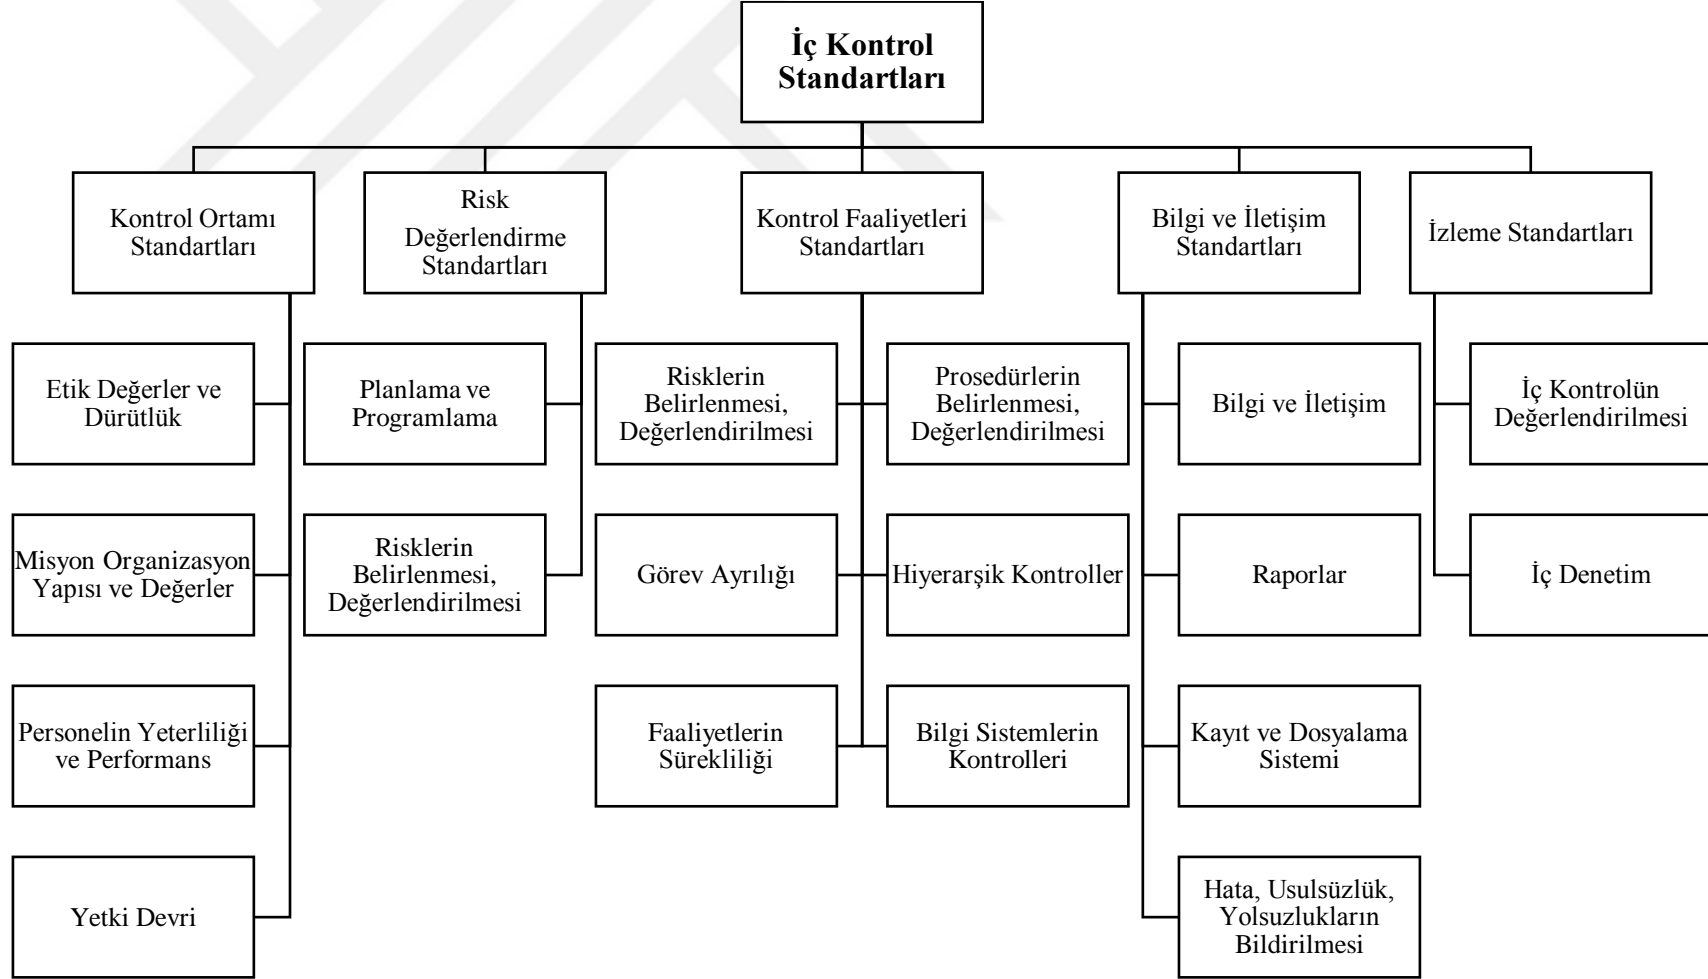 İç Kontrol
Standartları
Kontrol Ortamı
Standartları
Risk
Değerlendirme
Standartları
Kontrol Faaliyetleri
Standartları
Bilgi ve İletişim
Standartları
İzleme Standartları
Etik Değerler ve
Dürütlük
Planlama ve
Programlama
Risklerin
Belirlenmesi,
Değerlendirilmesi
Prosedürlerin
Belirlenmesi,
Değerlendirilmesi
Bilgi ve İletişim
İç Kontrolün
Değerlendirilmesi
Misyon Organizasyon
Yapısı ve Değerler
Risklerin
Belirlenmesi,
Değerlendirilmesi
Görev Ayrılığı
Hiyerarşik Kontroller
Raporlar
İç Denetim
Personelin Yeterliliği
ve Performans
Faaliyetlerin
Sürekliliği
Bilgi Sistemlerin
Kontrolleri
Kayıt ve Dosyalama
Sistemi
Yetki Devri
Hata, Usulsüzlük,
Yolsuzlukların
Bildirilmesi